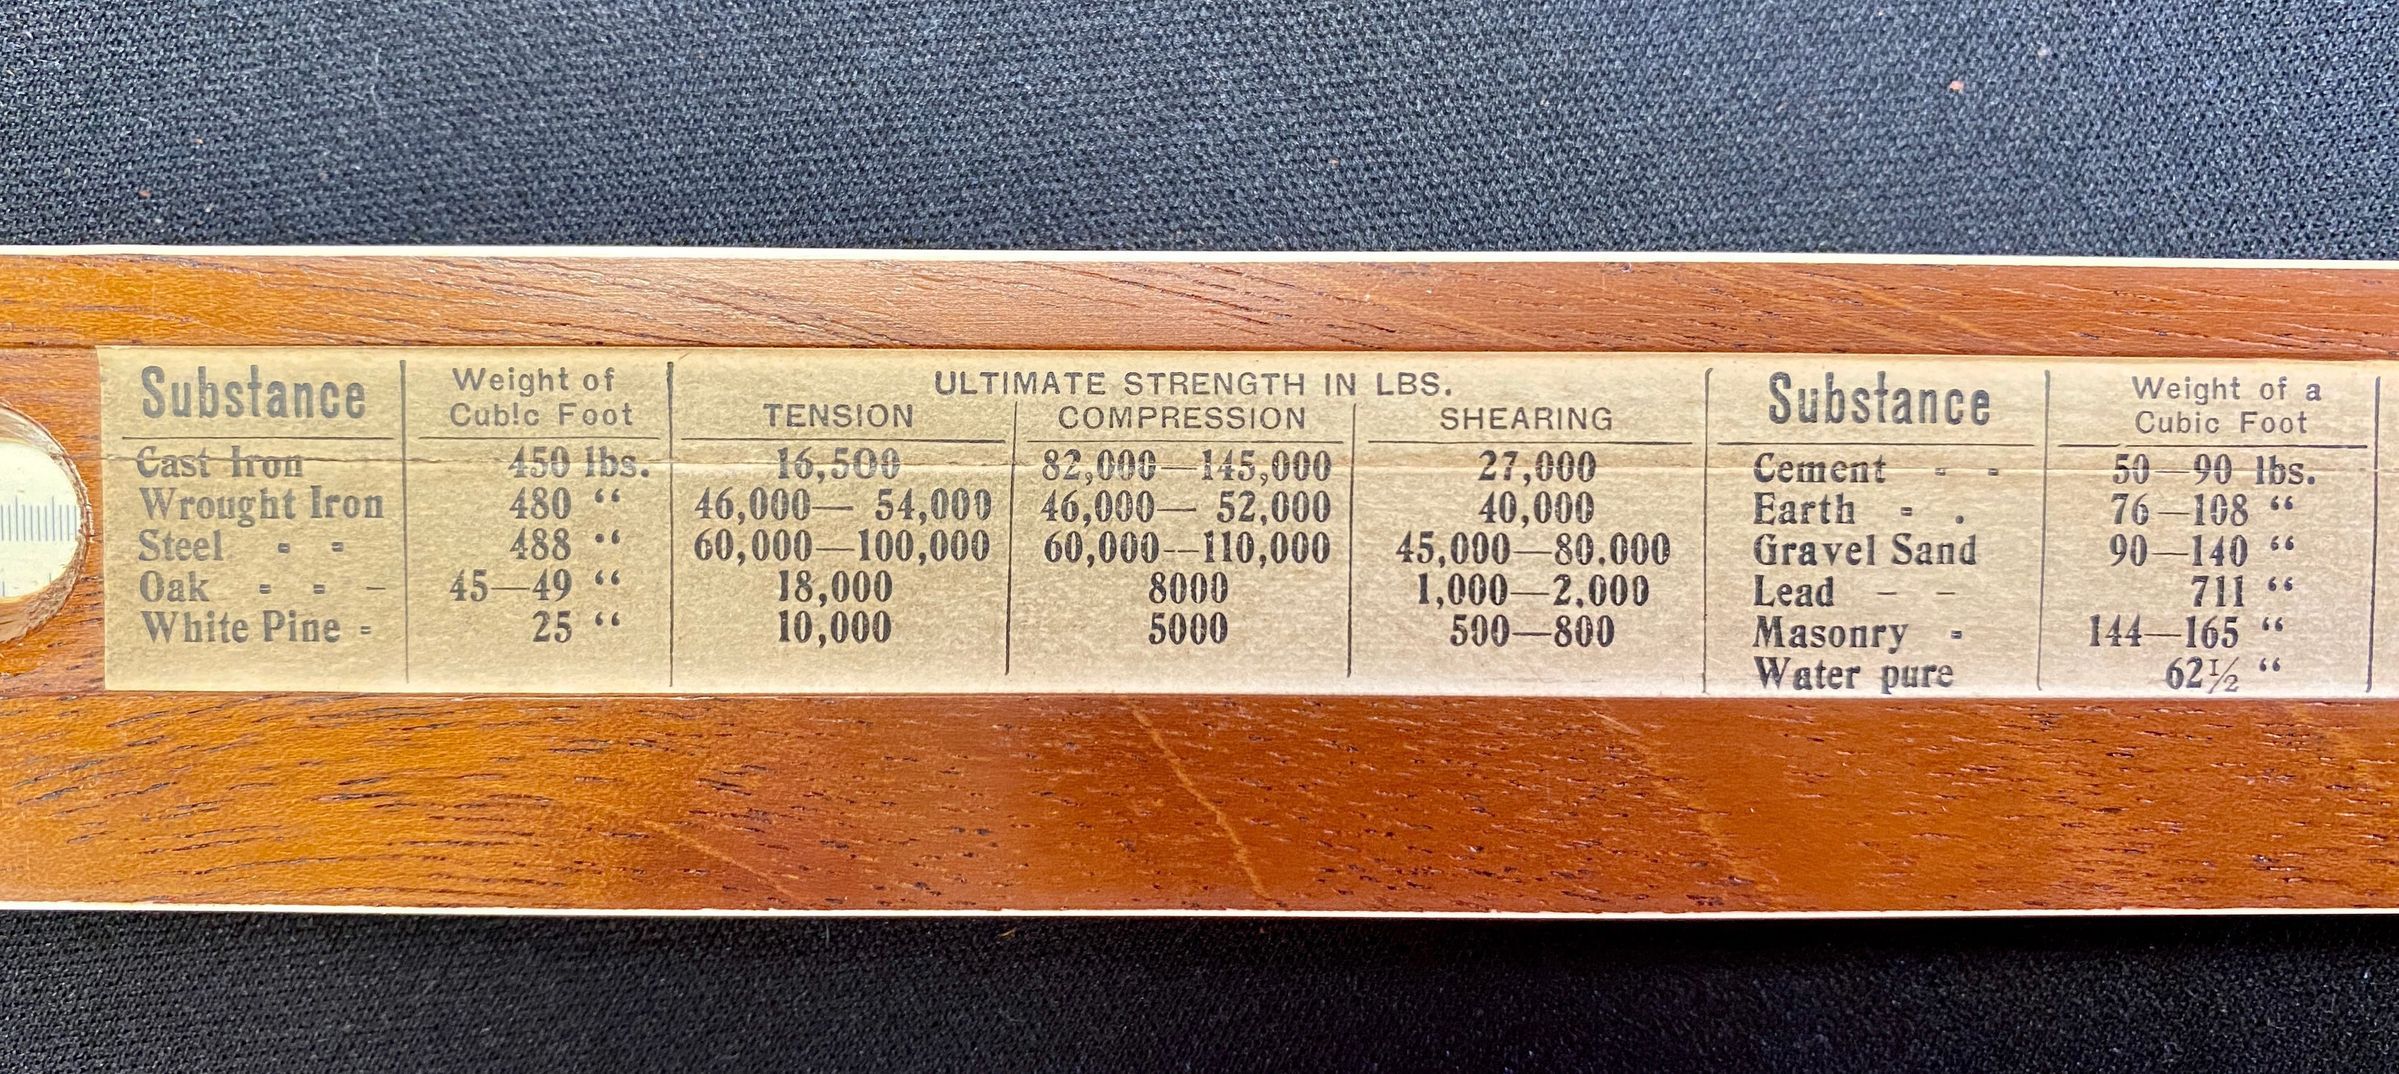 Substance Weight of Cubic Foot ULTIMATE STRENGTH IN LBS. Substance Weight of a Cubic Foot
TENSION COMPRESSION SHEARING
Cast Iron 450 lbs. 16,500 82,000—145,000 27,000 Cement - - 50—90 lbs.
Wrought Iron 480 “ 46,000— 54,000 46,000— 52,000 40,000 Earth - . 76—108 “
Steel - - 488 “ 60,000—100,000 60,000—110,000 45,000—80.000 Gravel Sand 90—140 “
Oak - - – 45—49 “ 18,000 8000 1,000—2.000 Lead – – 711 “
White Pine - 25 “ 10,000 5000 500—800 Masonry - 144—165 “
Water pure 62½ “